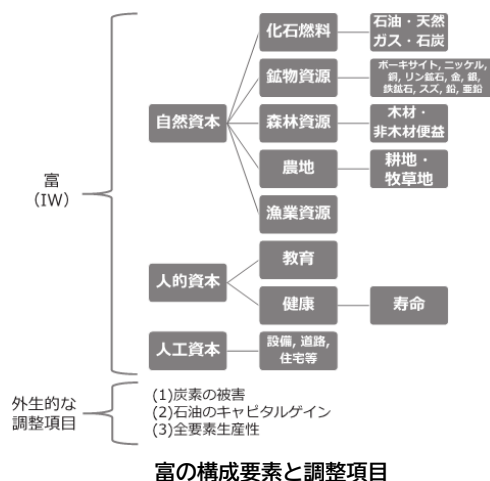 富
（IW）
自然資本
化石燃料
石油・天然
ガス・石炭
鉱物資源
ボーキサイト, ニッケル,
銅, リン鉱石, 金, 銀,
鉄鉱石, スズ, 鉛, 亜鉛
森林資源
木材・
非木材便益
農地
耕地・
牧草地
漁業資源
人的資本
教育
健康
寿命
人工資本
設備, 道路,
住宅等
外生的な
調整項目
(1)炭素の被害
(2)石油のキャピタルゲイン
(3)全要素生産性
富の構成要素と調整項目